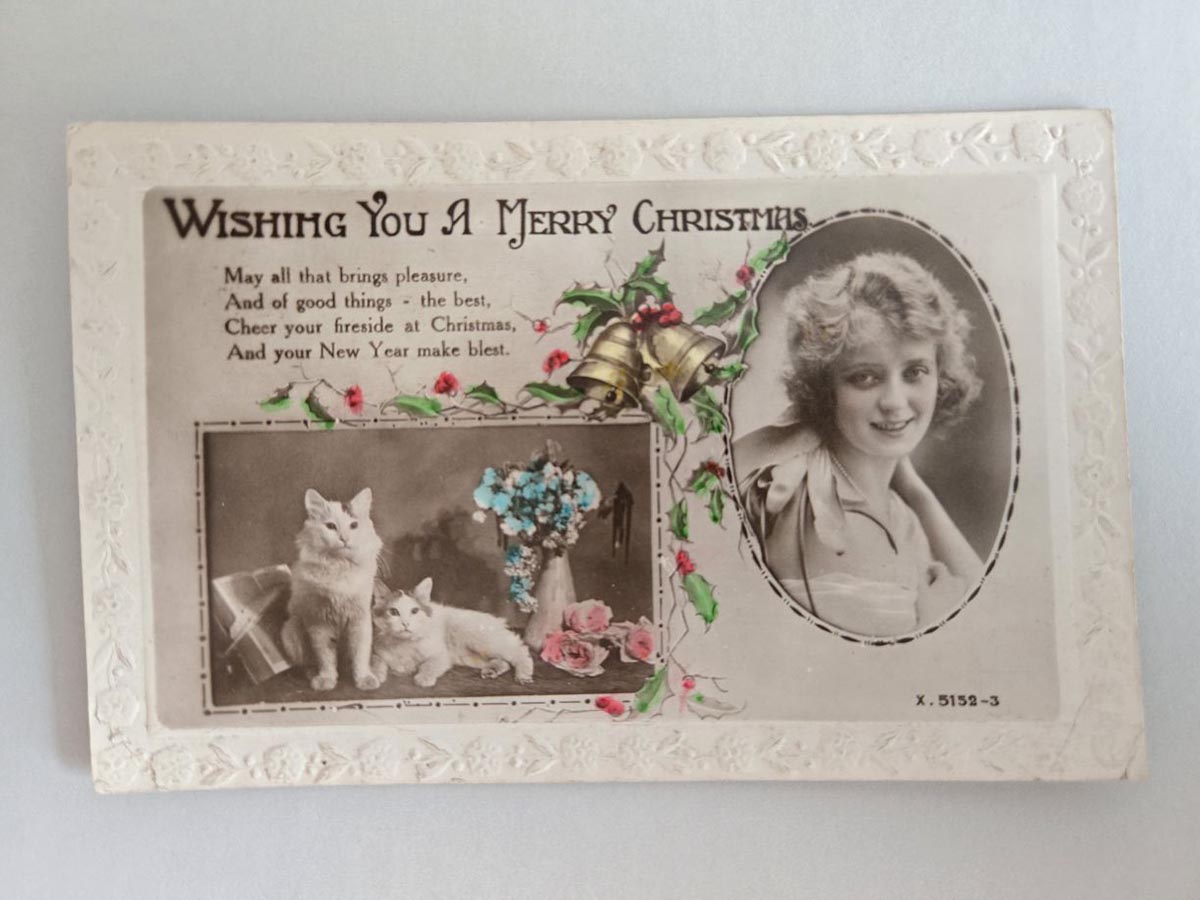 Wishing You A Merry Christmas
May all that brings pleasure,
And of good things - the best,
Cheer your fireside at Christmas,
And your New Year make blest.
X.5152-3